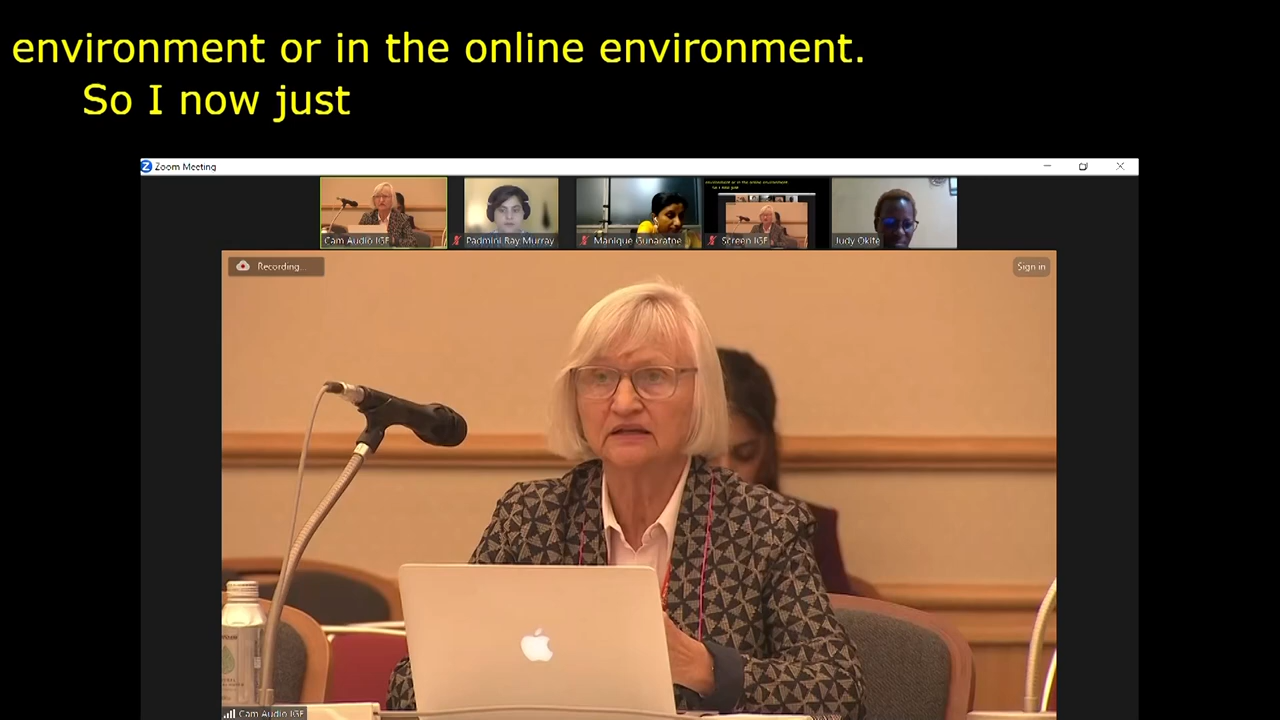 environment or in the online environment.
So I now just
Zoom Meeting
Cam Audio IGF
Padmini Ray Murray
Manique Gunaratne
Screen IGF
Judy Okite
Recording...
Sign in
Cam Audio IGF